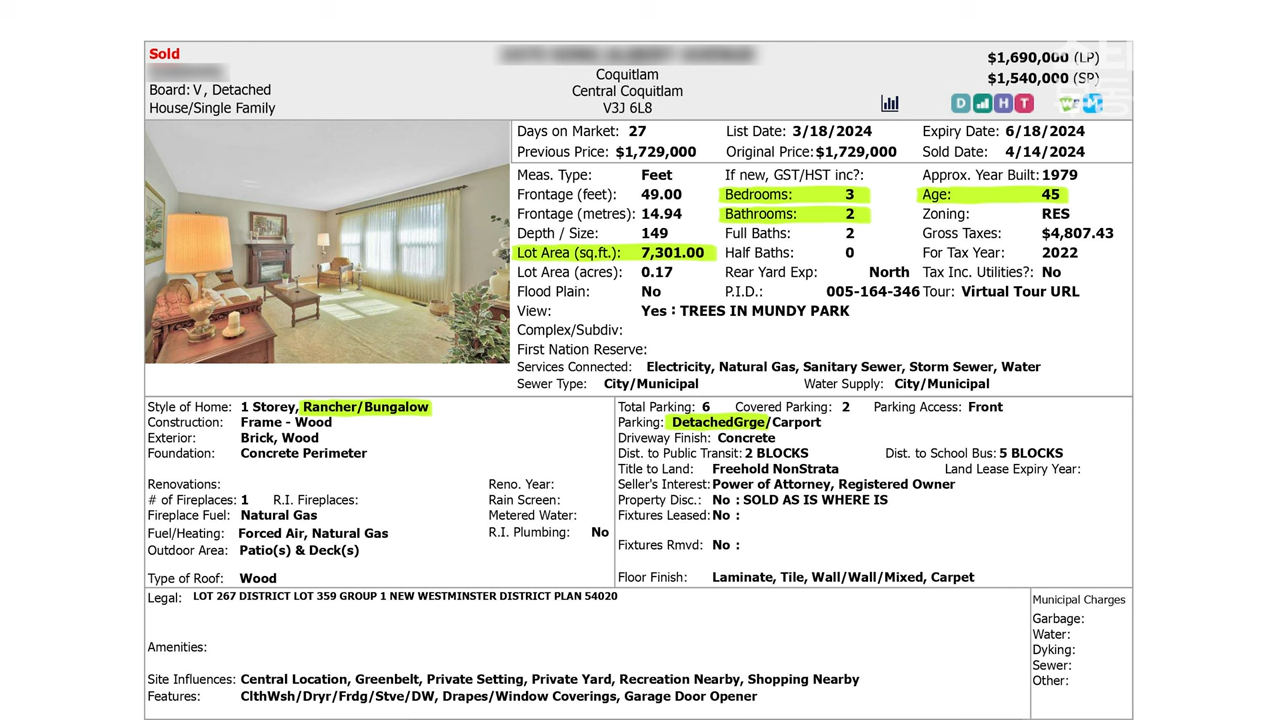 Sold
Coquitlam
Central Coquitlam
V3J 6L8
Board: V, Detached
House/Single Family
$1,690,000 (LP)
$1,540,000 (SP)
D H T M
Days on Market: 27 List Date: 3/18/2024 Expiry Date: 6/18/2024
Previous Price: $1,729,000 Original Price: $1,729,000 Sold Date: 4/14/2024
Meas. Type: Feet If new, GST/HST inc?: Approx. Year Built: 1979
Frontage (feet): 49.00 Bedrooms: 3 Age: 45
Frontage (metres): 14.94 Bathrooms: 2 Zoning: RES
Depth / Size: 149 Full Baths: 2 Gross Taxes: $4,807.43
Lot Area (sq.ft.): 7,301.00 Half Baths: 0 For Tax Year: 2022
Lot Area (acres): 0.17 Rear Yard Exp: North Tax Inc. Utilities?: No
Flood Plain: No P.I.D.: 005-164-346 Tour: Virtual Tour URL
View: Yes : TREES IN MUNDY PARK
Complex/Subdiv:
First Nation Reserve:
Services Connected: Electricity, Natural Gas, Sanitary Sewer, Storm Sewer, Water
Sewer Type: City/Municipal Water Supply: City/Municipal
Style of Home: 1 Storey, Rancher/Bungalow
Construction: Frame - Wood
Exterior: Brick, Wood
Foundation: Concrete Perimeter
Renovations: Reno. Year:
# of Fireplaces: 1 R.I. Fireplaces: Rain Screen:
Fireplace Fuel: Natural Gas Metered Water:
Fuel/Heating: Forced Air, Natural Gas R.I. Plumbing: No
Outdoor Area: Patio(s) & Deck(s)
Type of Roof: Wood
Total Parking: 6 Covered Parking: 2 Parking Access: Front
Parking: DetachedGrge/Carport
Driveway Finish: Concrete
Dist. to Public Transit: 2 BLOCKS Dist. to School Bus: 5 BLOCKS
Title to Land: Freehold NonStrata Land Lease Expiry Year:
Seller's Interest: Power of Attorney, Registered Owner
Property Disc.: No : SOLD AS IS WHERE IS
Fixtures Leased: No :
Fixtures Rmvd: No :
Floor Finish: Laminate, Tile, Wall/Wall/Mixed, Carpet
Legal: LOT 267 DISTRICT LOT 359 GROUP 1 NEW WESTMINSTER DISTRICT PLAN 54020
Amenities:
Site Influences: Central Location, Greenbelt, Private Setting, Private Yard, Recreation Nearby, Shopping Nearby
Features: ClthWsh/Dryr/Frdg/Stve/DW, Drapes/Window Coverings, Garage Door Opener
Municipal Charges
Garbage:
Water:
Dyking:
Sewer:
Other: